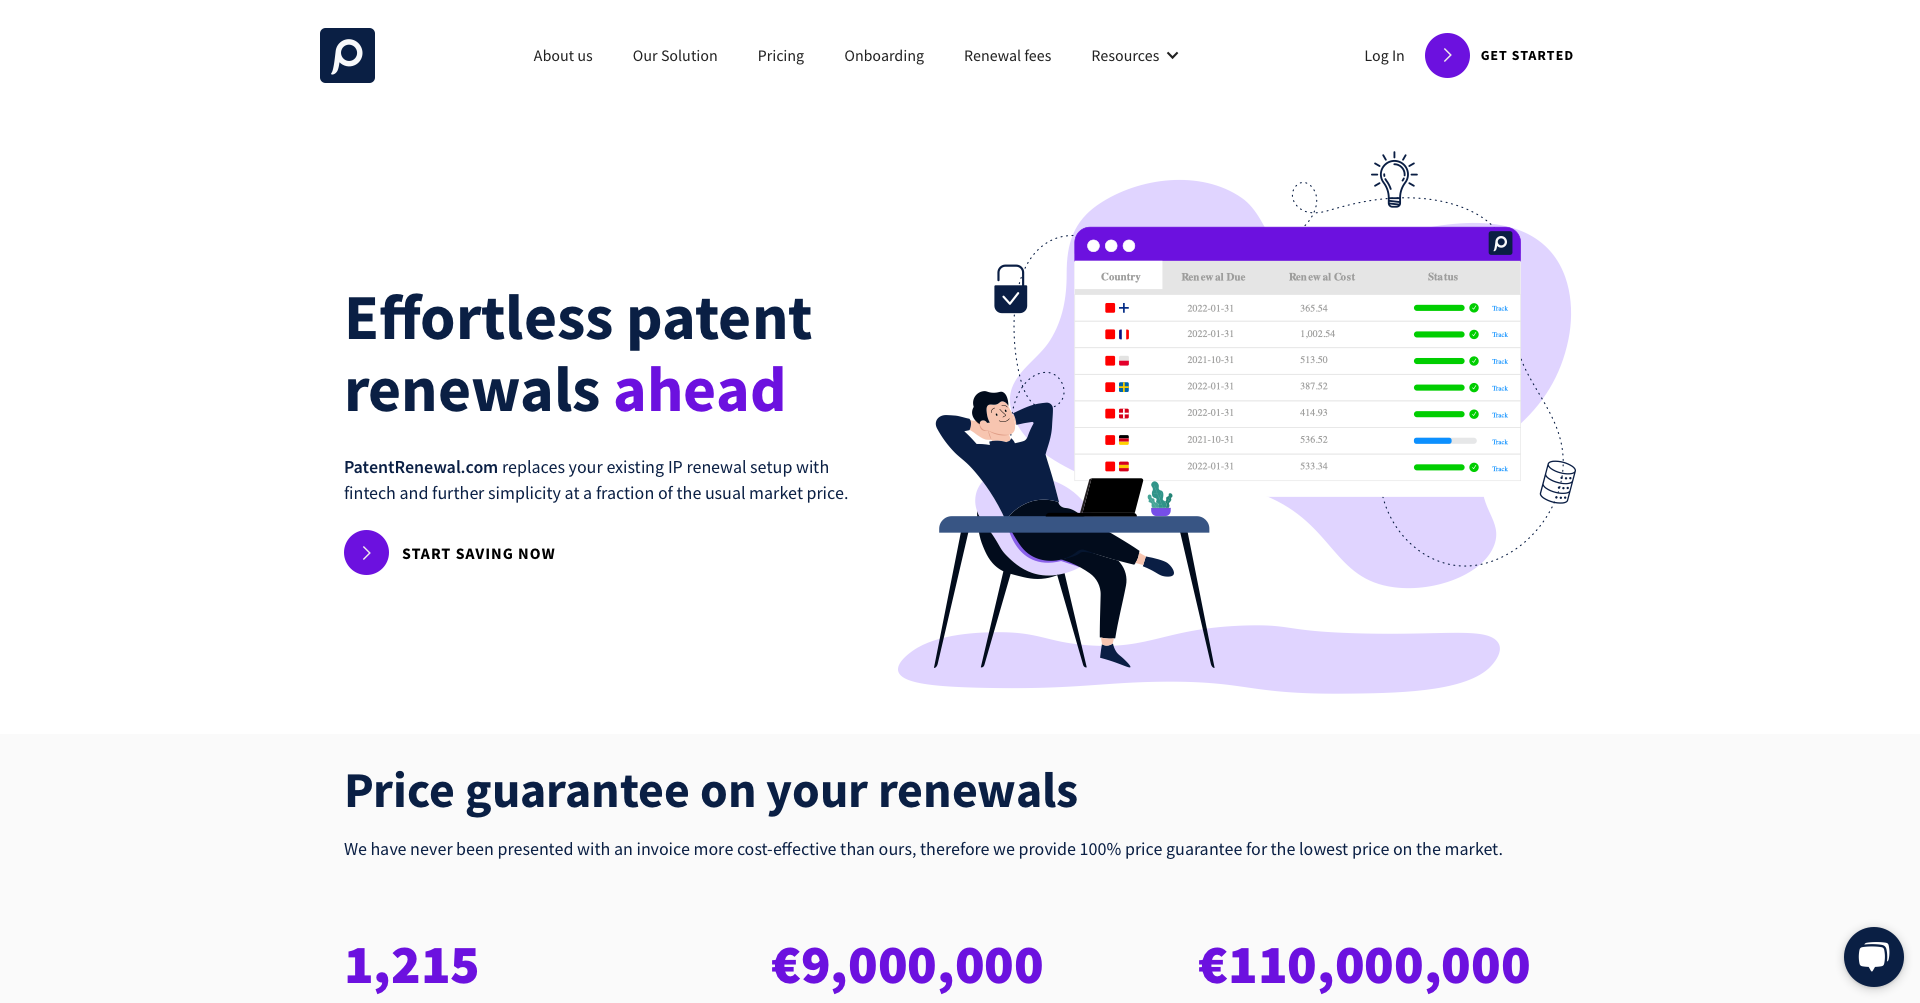 About us
Our Solution
Pricing
Onboarding
Renewal fees
Resources
Log In
GET STARTED
Effortless patent
renewals ahead
PatentRenewal.com replaces your existing IP renewal setup with
fintech and further simplicity at a fraction of the usual market price.
START SAVING NOW
Country Renewal Due Renewal Cost Status
2022-01-31 365.54 Track
2022-01-31 1,002.54 Track
2021-10-31 513.50 Track
2022-01-31 387.52 Track
2022-01-31 414.93 Track
2021-10-31 536.52 Track
2022-01-31 533.34 Track
Price guarantee on your renewals
We have never been presented with an invoice more cost-effective than ours, therefore we provide 100% price guarantee for the lowest price on the market.
1,215
€9,000,000
€110,000,000